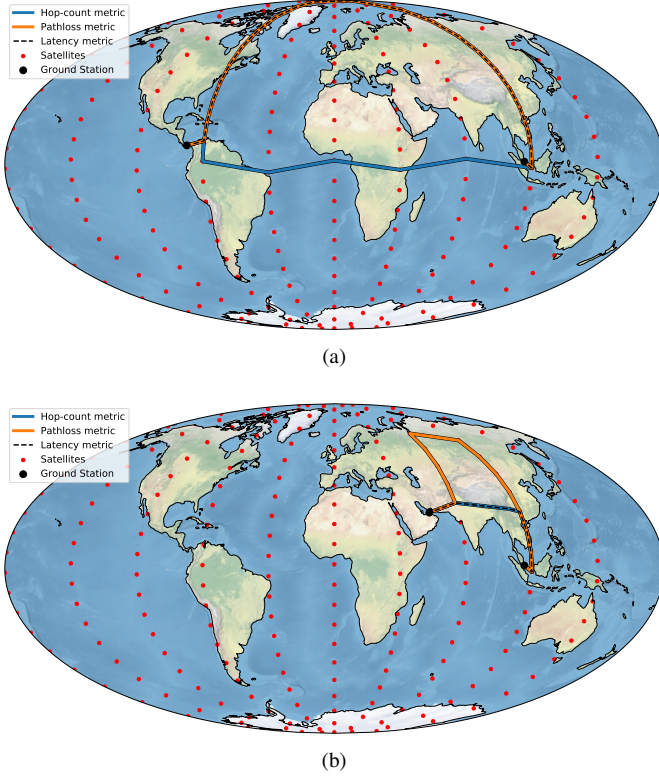 Hop-count metric
Pathloss metric
Latency metric
Satellites
Ground Station
(a)
Hop-count metric
Pathloss metric
Latency metric
Satellites
Ground Station
(b)